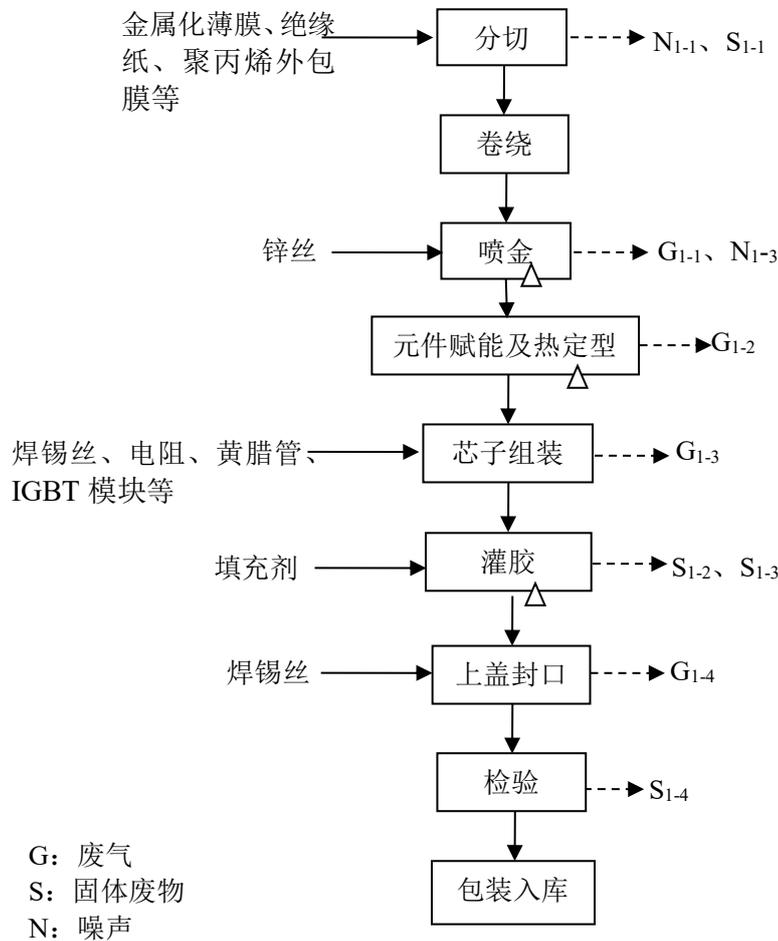 金属化薄膜、绝缘
纸、聚丙烯外包
膜等
分切
N1-1、S1-1
卷绕
锌丝
喷金
G1-1、N1-3
元件赋能及热定型
G1-2
焊锡丝、电阻、黄腊管、
IGBT 模块等
芯子组装
G1-3
填充剂
灌胶
S1-2、S1-3
焊锡丝
上盖封口
G1-4
检验
S1-4
包装入库
G：废气
S：固体废物
N：噪声